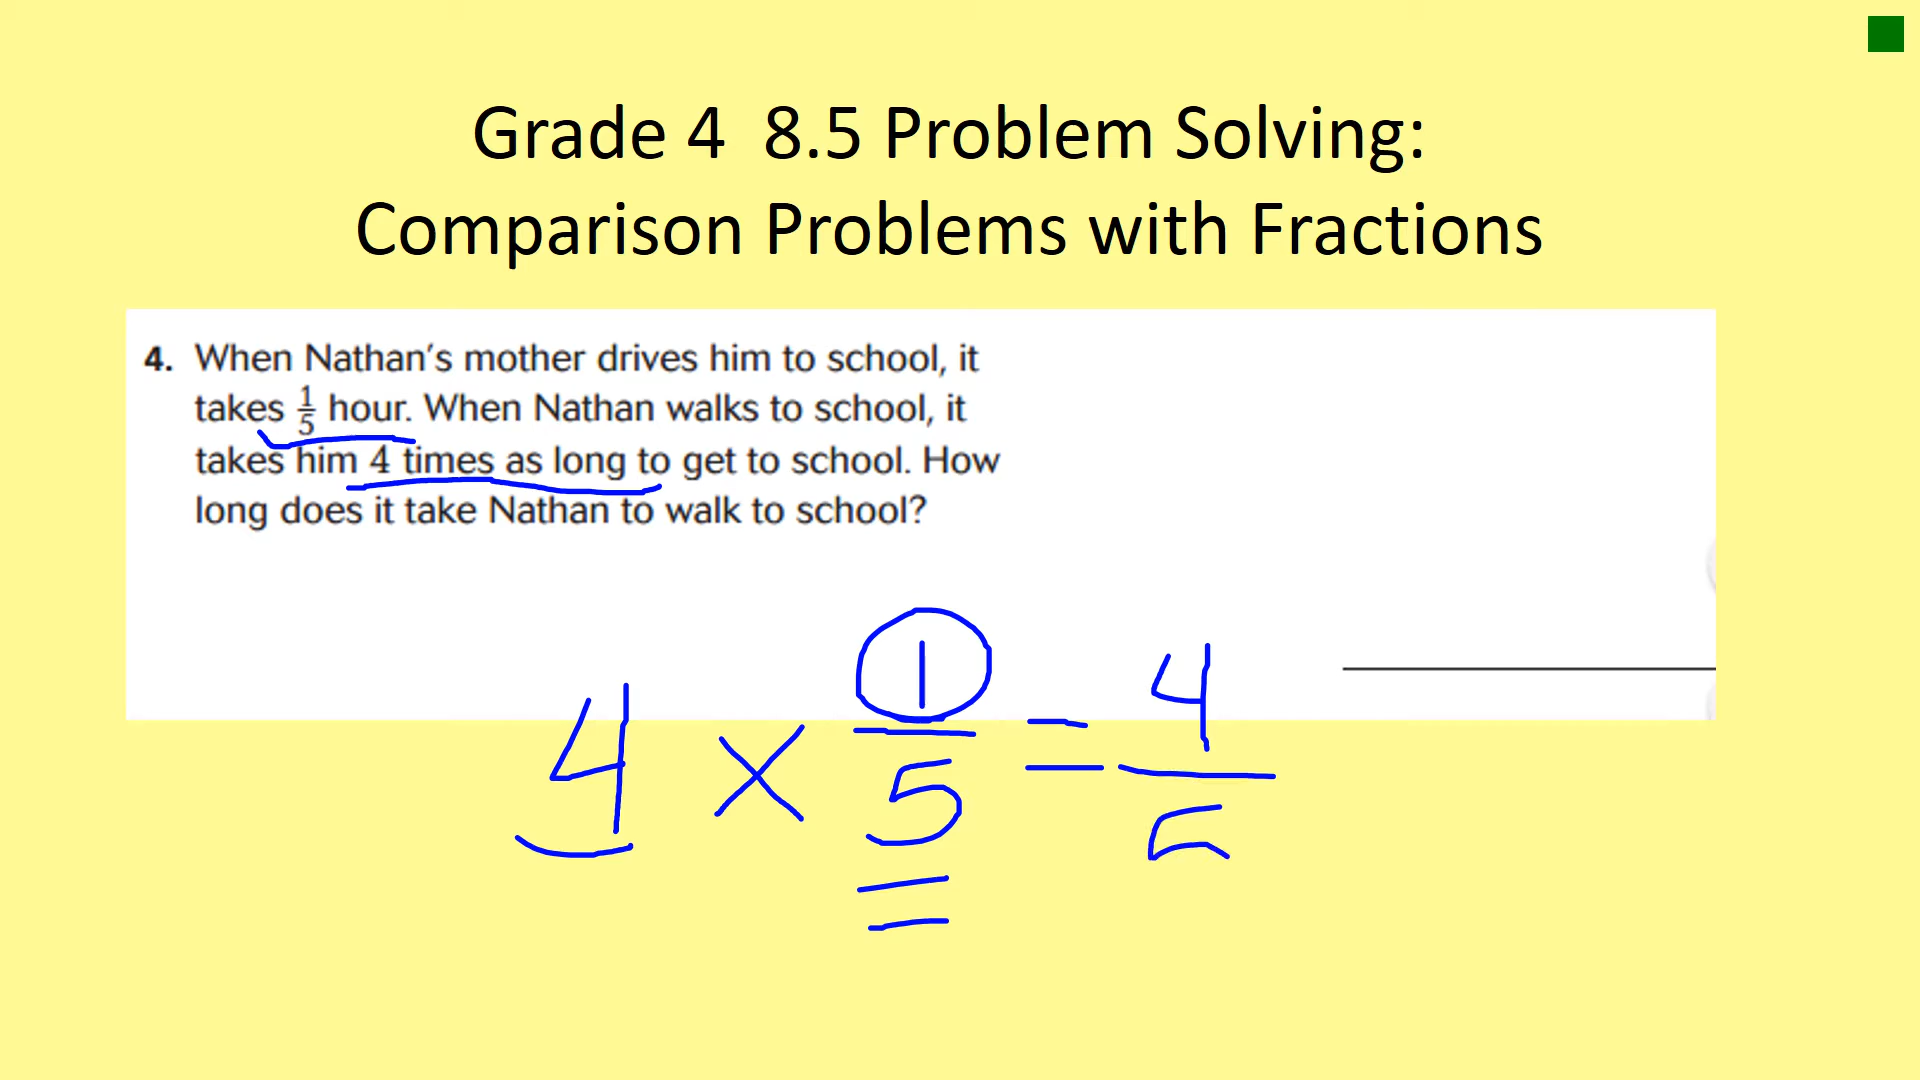 Grade 4  8.5 Problem Solving:
Comparison Problems with Fractions
4. When Nathan's mother drives him to school, it
takes 1/5 hour. When Nathan walks to school, it
takes him 4 times as long to get to school. How
long does it take Nathan to walk to school?
4 × 1/5 = 4/5